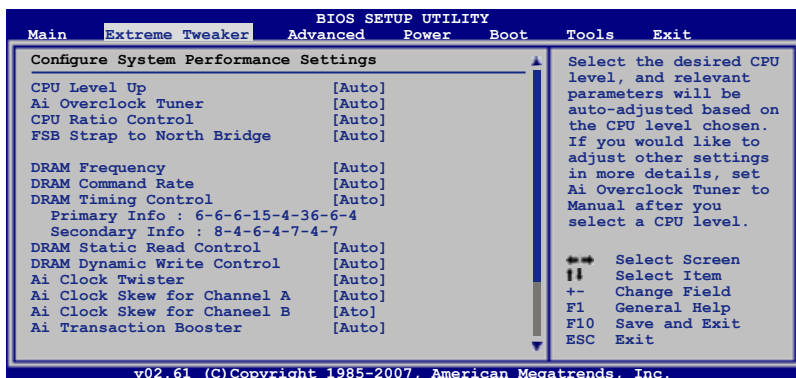 BIOS SETUP UTILITY
Main Extreme Tweaker Advanced Power Boot Tools Exit
Configure System Performance Settings
CPU Level Up [Auto]
Ai Overclock Tuner [Auto]
CPU Ratio Control [Auto]
FSB Strap to North Bridge [Auto]
DRAM Frequency [Auto]
DRAM Command Rate [Auto]
DRAM Timing Control [Auto]
Primary Info : 6-6-6-15-4-36-6-4
Secondary Info : 8-4-6-4-7-4-7
DRAM Static Read Control [Auto]
DRAM Dynamic Write Control [Auto]
Ai Clock Twister [Auto]
Ai Clock Skew for Channel A [Auto]
Ai Clock Skew for Chaneel B [Ato]
Ai Transaction Booster [Auto]
Select the desired CPU
level, and relevant
parameters will be
auto-adjusted based on
the CPU level chosen.
If you would like to
adjust other settings
in more details, set
Ai Overclock Tuner to
Manual after you
select a CPU level.
Select Screen
Select Item
+- Change Field
F1 General Help
F10 Save and Exit
ESC Exit
v02.61 (C)Copyright 1985-2007, American Megatrends, Inc.